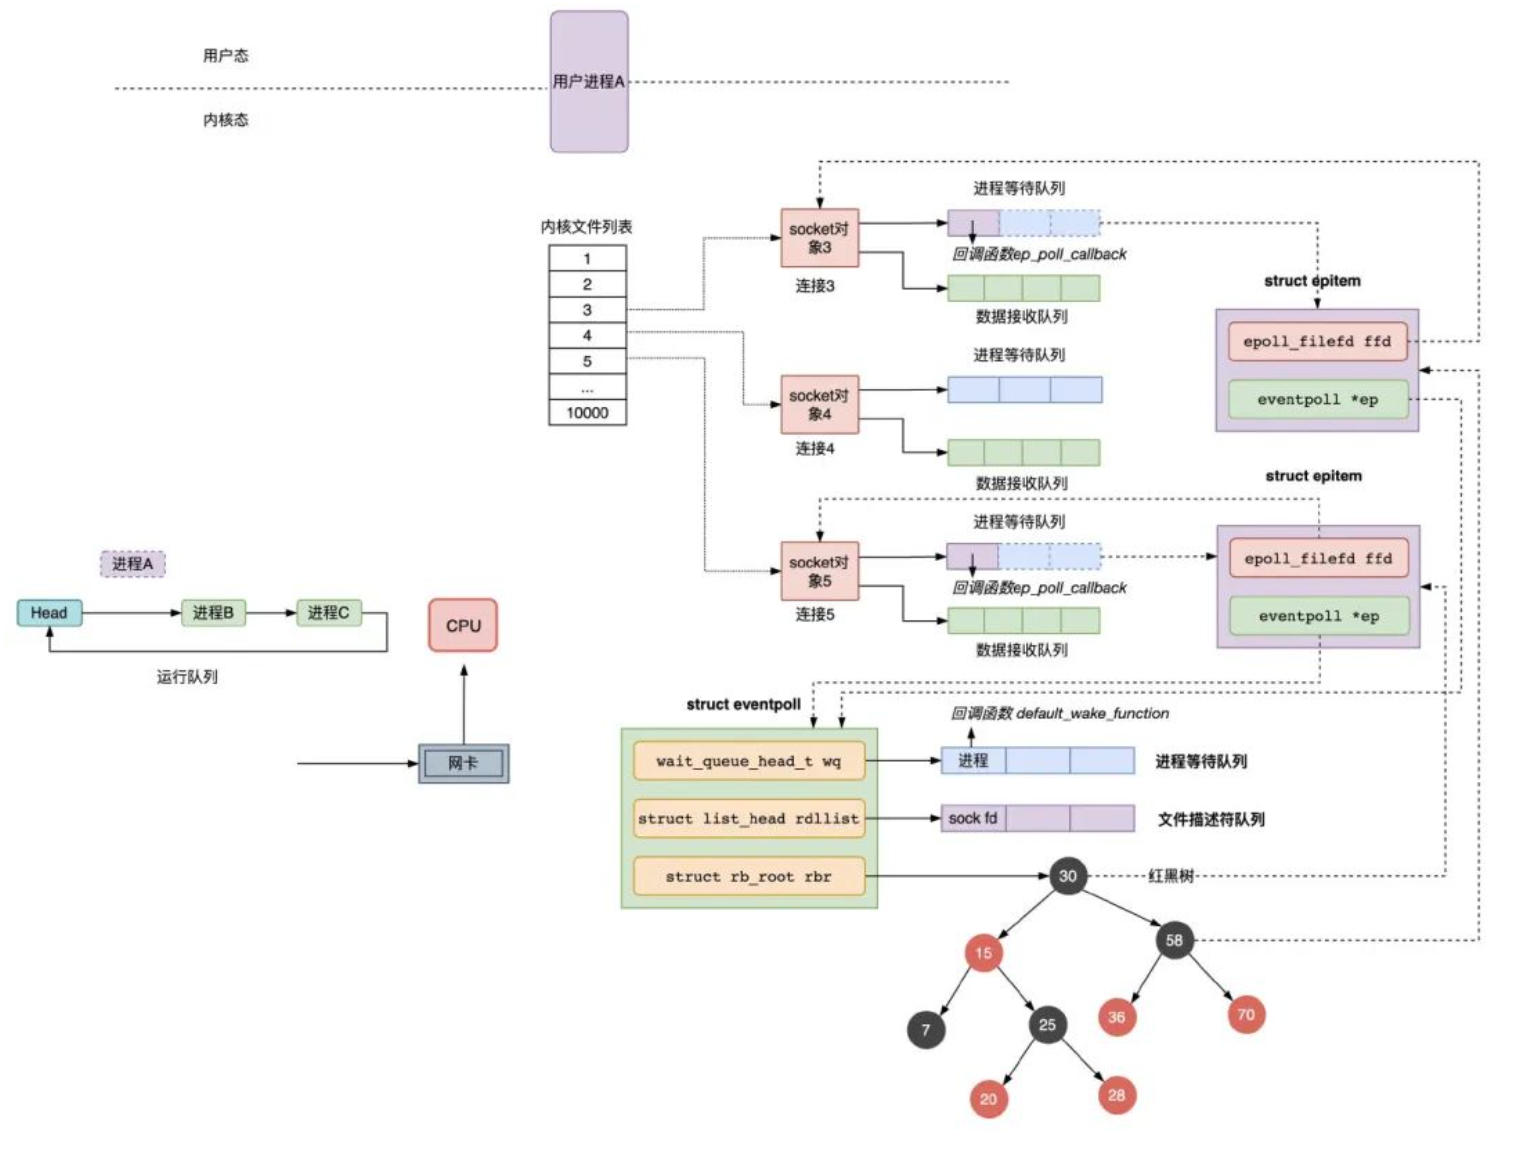 用户态
用户进程A
内核态
进程等待队列
内核文件列表
socket对
象3
回调函数ep_poll_callback
1
2
3
4
5
...
10000
连接3
数据接收队列
struct epitem
epoll_filefd ffd
eventpoll *ep
进程等待队列
socket对
象4
连接4
数据接收队列
struct epitem
进程等待队列
socket对
象5
回调函数ep_poll_callback
连接5
数据接收队列
epoll_filefd ffd
eventpoll *ep
进程A
Head
进程B
进程C
CPU
运行队列
网卡
struct eventpoll
回调函数 default_wake_function
wait_queue_head_t wq
进程
进程等待队列
struct list_head rdllist
sock fd
文件描述符队列
struct rb_root rbr
30
红黑树
15
58
7
25
36
70
20
28